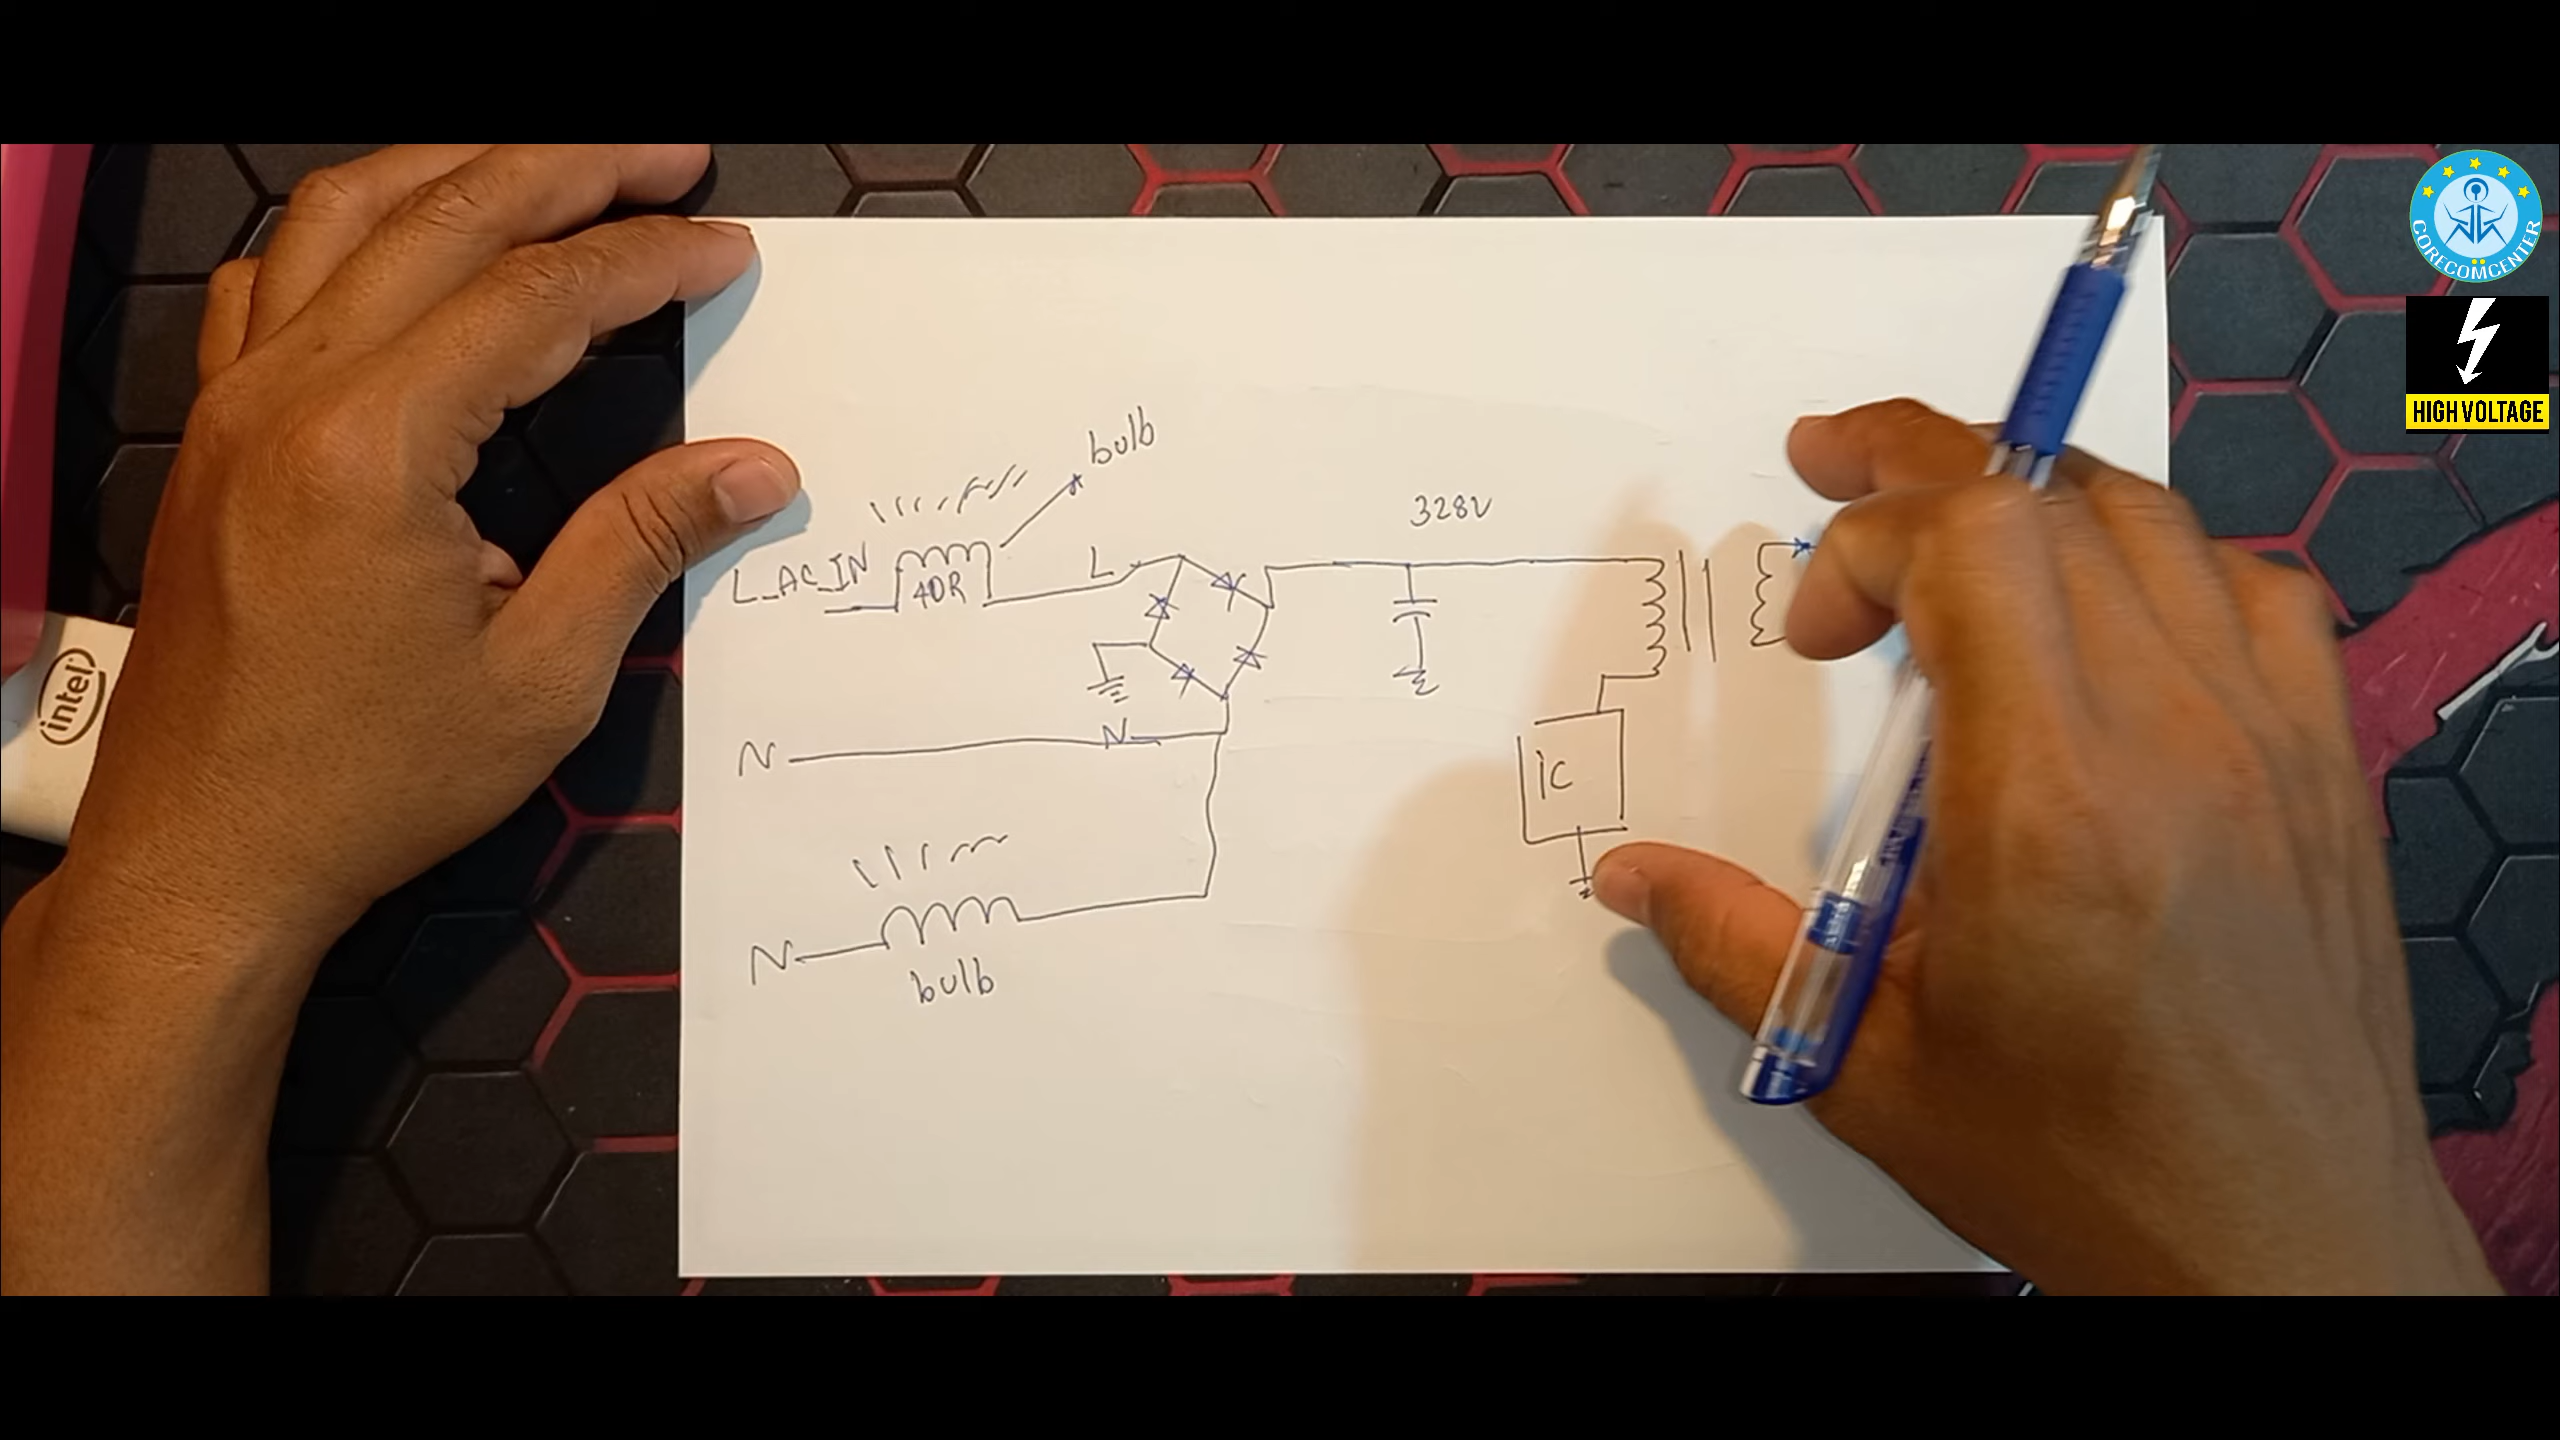 CORECOMCENTER
HIGH VOLTAGE
intel
bulb
L_AC_IN
40R
L
328V
N
N
iC
N
bulb